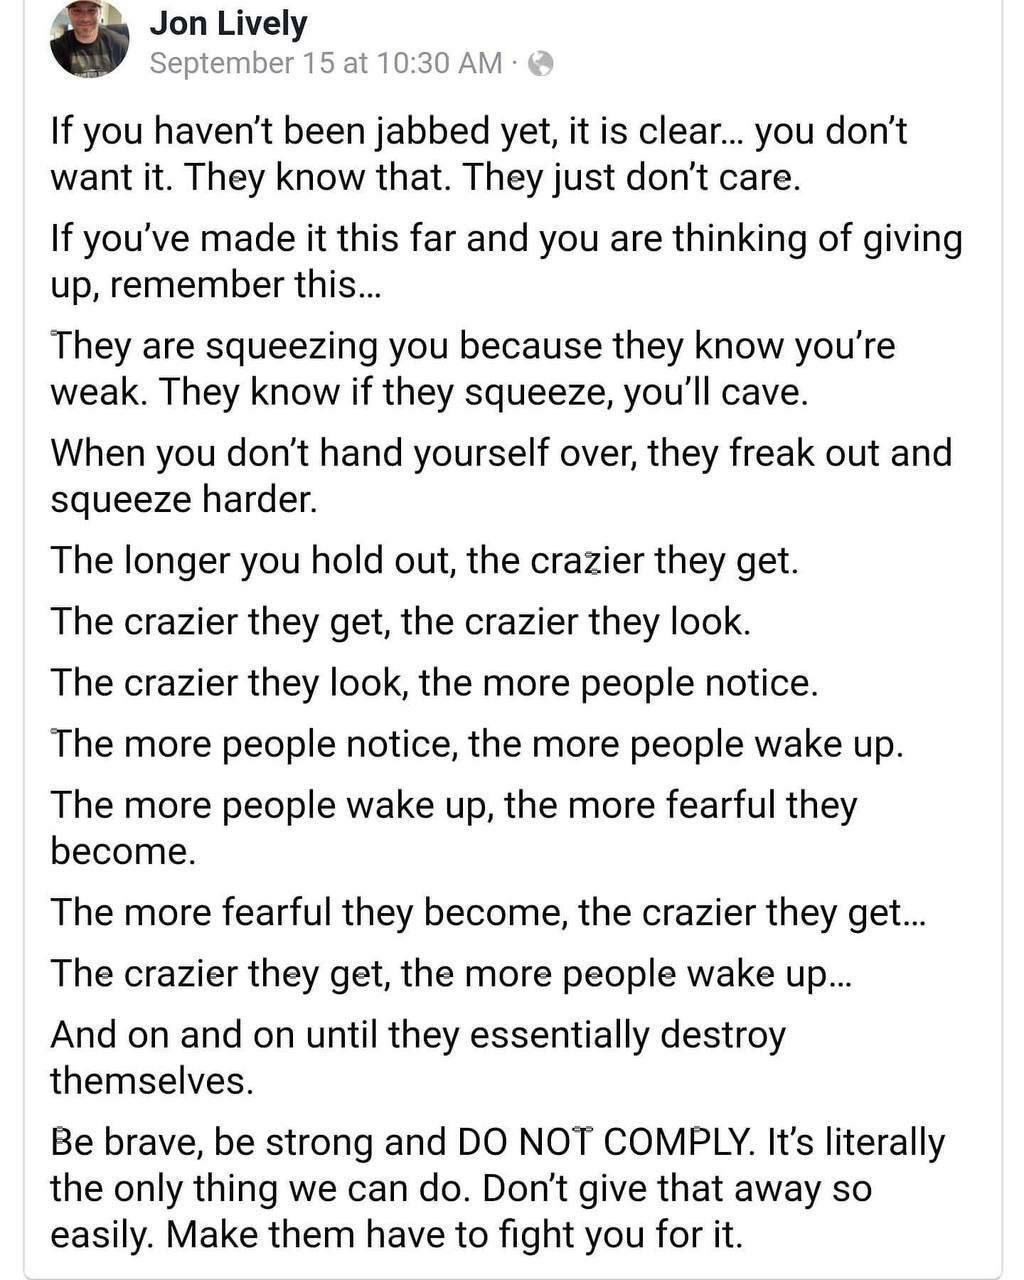 Jon Lively
September 15 at 10:30 AM ·
If you haven’t been jabbed yet, it is clear... you don’t
want it. They know that. They just don’t care.
If you’ve made it this far and you are thinking of giving
up, remember this...
They are squeezing you because they know you’re
weak. They know if they squeeze, you’ll cave.
When you don’t hand yourself over, they freak out and
squeeze harder.
The longer you hold out, the crazier they get.
The crazier they get, the crazier they look.
The crazier they look, the more people notice.
The more people notice, the more people wake up.
The more people wake up, the more fearful they
become.
The more fearful they become, the crazier they get...
The crazier they get, the more people wake up...
And on and on until they essentially destroy
themselves.
Be brave, be strong and DO NOT COMPLY. It’s literally
the only thing we can do. Don’t give that away so
easily. Make them have to fight you for it.